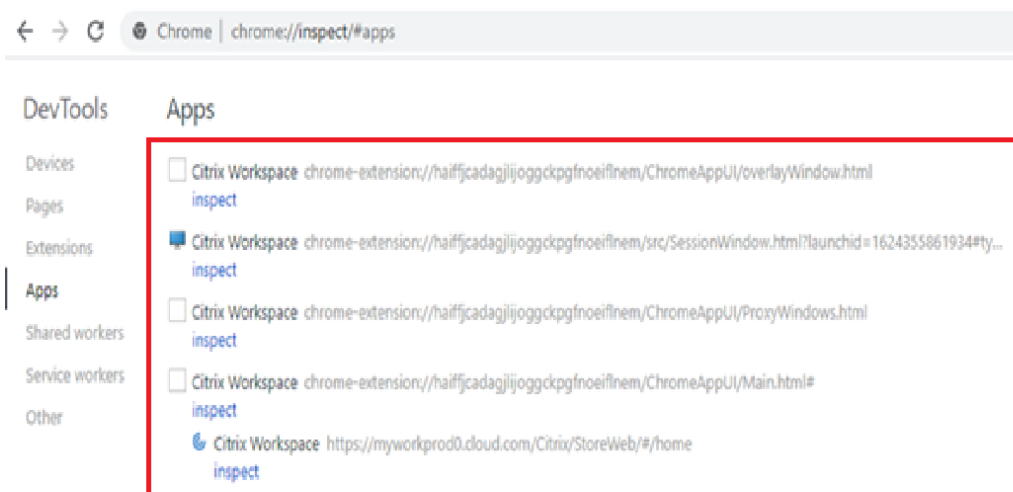 Chrome | chrome://inspect/#apps
DevTools
Apps
Devices
Pages
Extensions
Apps
Shared workers
Service workers
Other
Citrix Workspace chrome-extension://haiffjcadagjlijoggckpgfnoeiflnem/ChromeAppUI/overlayWindow.html
inspect
Citrix Workspace chrome-extension://haiffjcadagjlijoggckpgfnoeiflnem/src/SessionWindow.html?launchid=1624355861934#ty...
inspect
Citrix Workspace chrome-extension://haiffjcadagjlijoggckpgfnoeiflnem/ChromeAppUI/ProxyWindows.html
inspect
Citrix Workspace chrome-extension://haiffjcadagjlijoggckpgfnoeiflnem/ChromeAppUI/Main.html#
inspect
Citrix Workspace https://myworkprod0.cloud.com/Citrix/StoreWeb/#/home
inspect